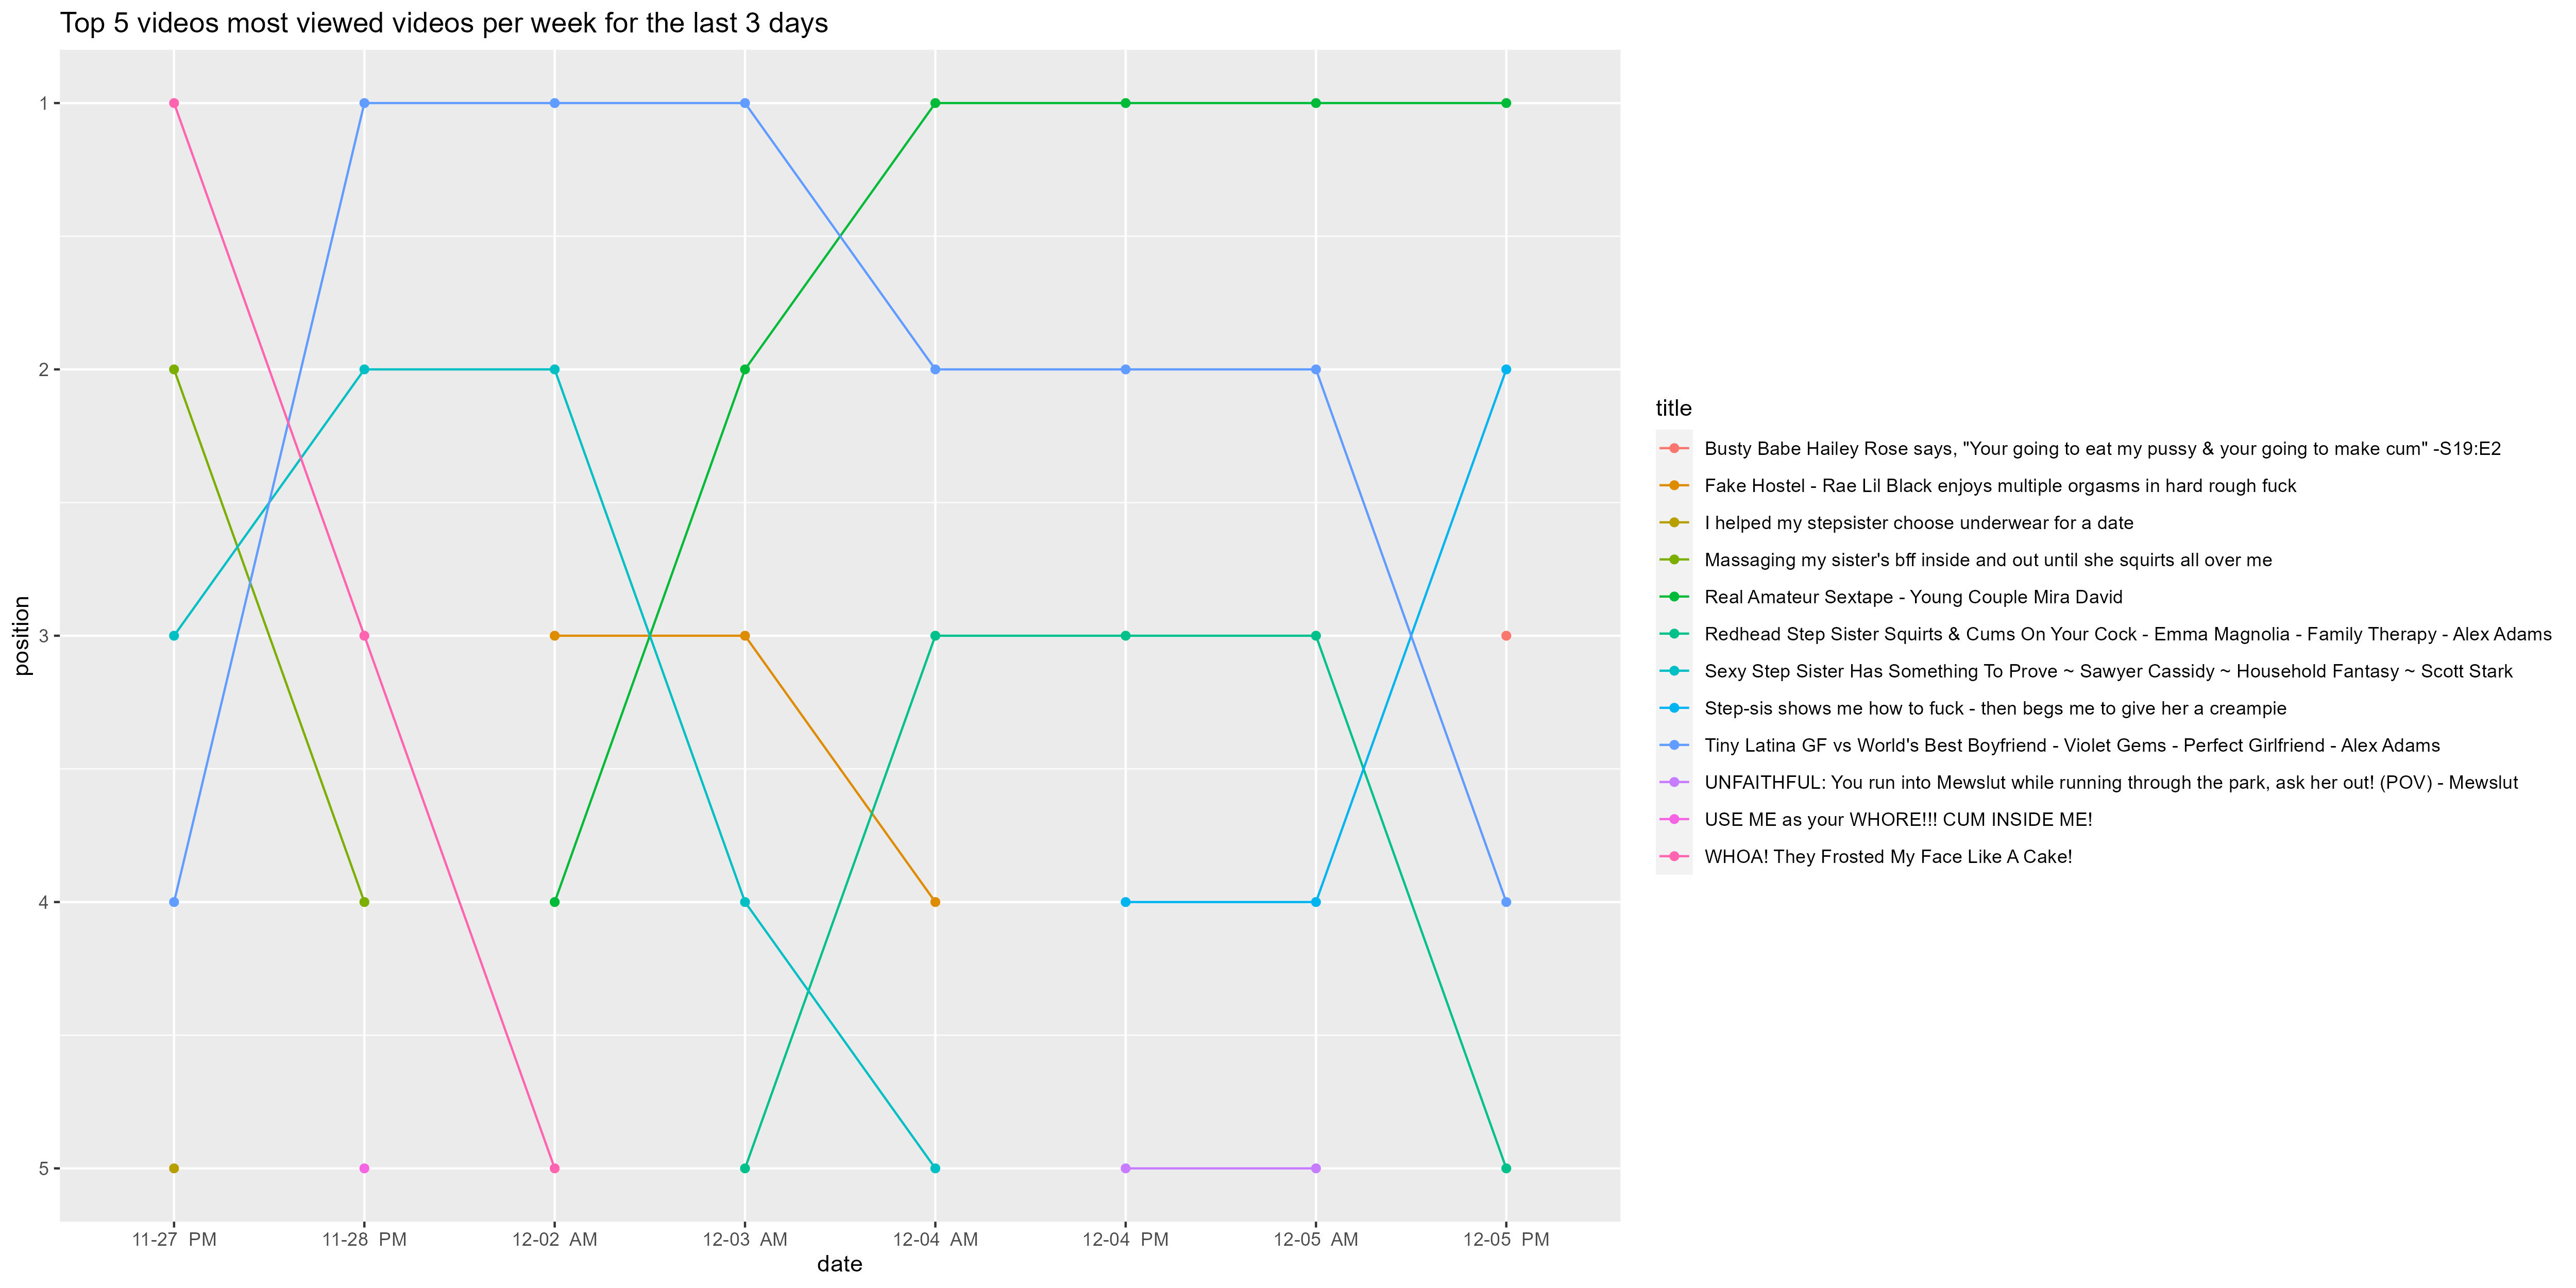 Top 5 videos most viewed videos per week for the last 3 days
1
2
3
4
5
position
11-27 PM
11-28 PM
12-02 AM
12-03 AM
12-04 AM
12-04 PM
12-05 AM
12-05 PM
date
title
Busty Babe Hailey Rose says, "Your going to eat my pussy & your going to make cum" -S19:E2
Fake Hostel - Rae Lil Black enjoys multiple orgasms in hard rough fuck
I helped my stepsister choose underwear for a date
Massaging my sister's bff inside and out until she squirts all over me
Real Amateur Sextape - Young Couple Mira David
Redhead Step Sister Squirts & Cums On Your Cock - Emma Magnolia - Family Therapy - Alex Adams
Sexy Step Sister Has Something To Prove ~ Sawyer Cassidy ~ Household Fantasy ~ Scott Stark
Step-sis shows me how to fuck - then begs me to give her a creampie
Tiny Latina GF vs World's Best Boyfriend - Violet Gems - Perfect Girlfriend - Alex Adams
UNFAITHFUL: You run into Mewslut while running through the park, ask her out! (POV) - Mewslut
USE ME as your WHORE!!! CUM INSIDE ME!
WHOA! They Frosted My Face Like A Cake!